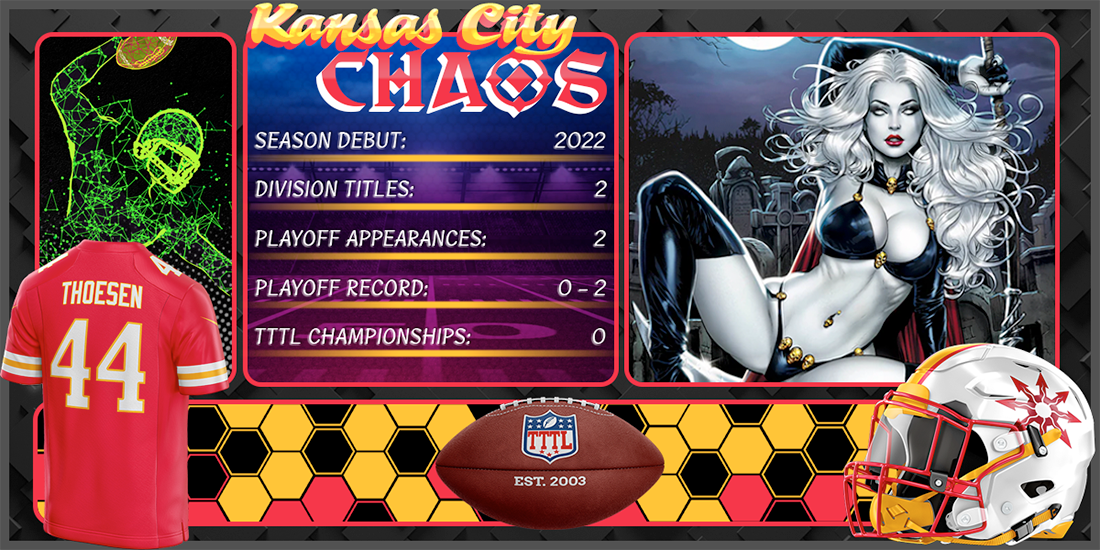 Kansas City
CHAOS
SEASON DEBUT: 2022
DIVISION TITLES: 2
PLAYOFF APPEARANCES: 2
PLAYOFF RECORD: 0 - 2
TTTL CHAMPIONSHIPS: 0
THOESEN
44
TTTL
EST. 2003